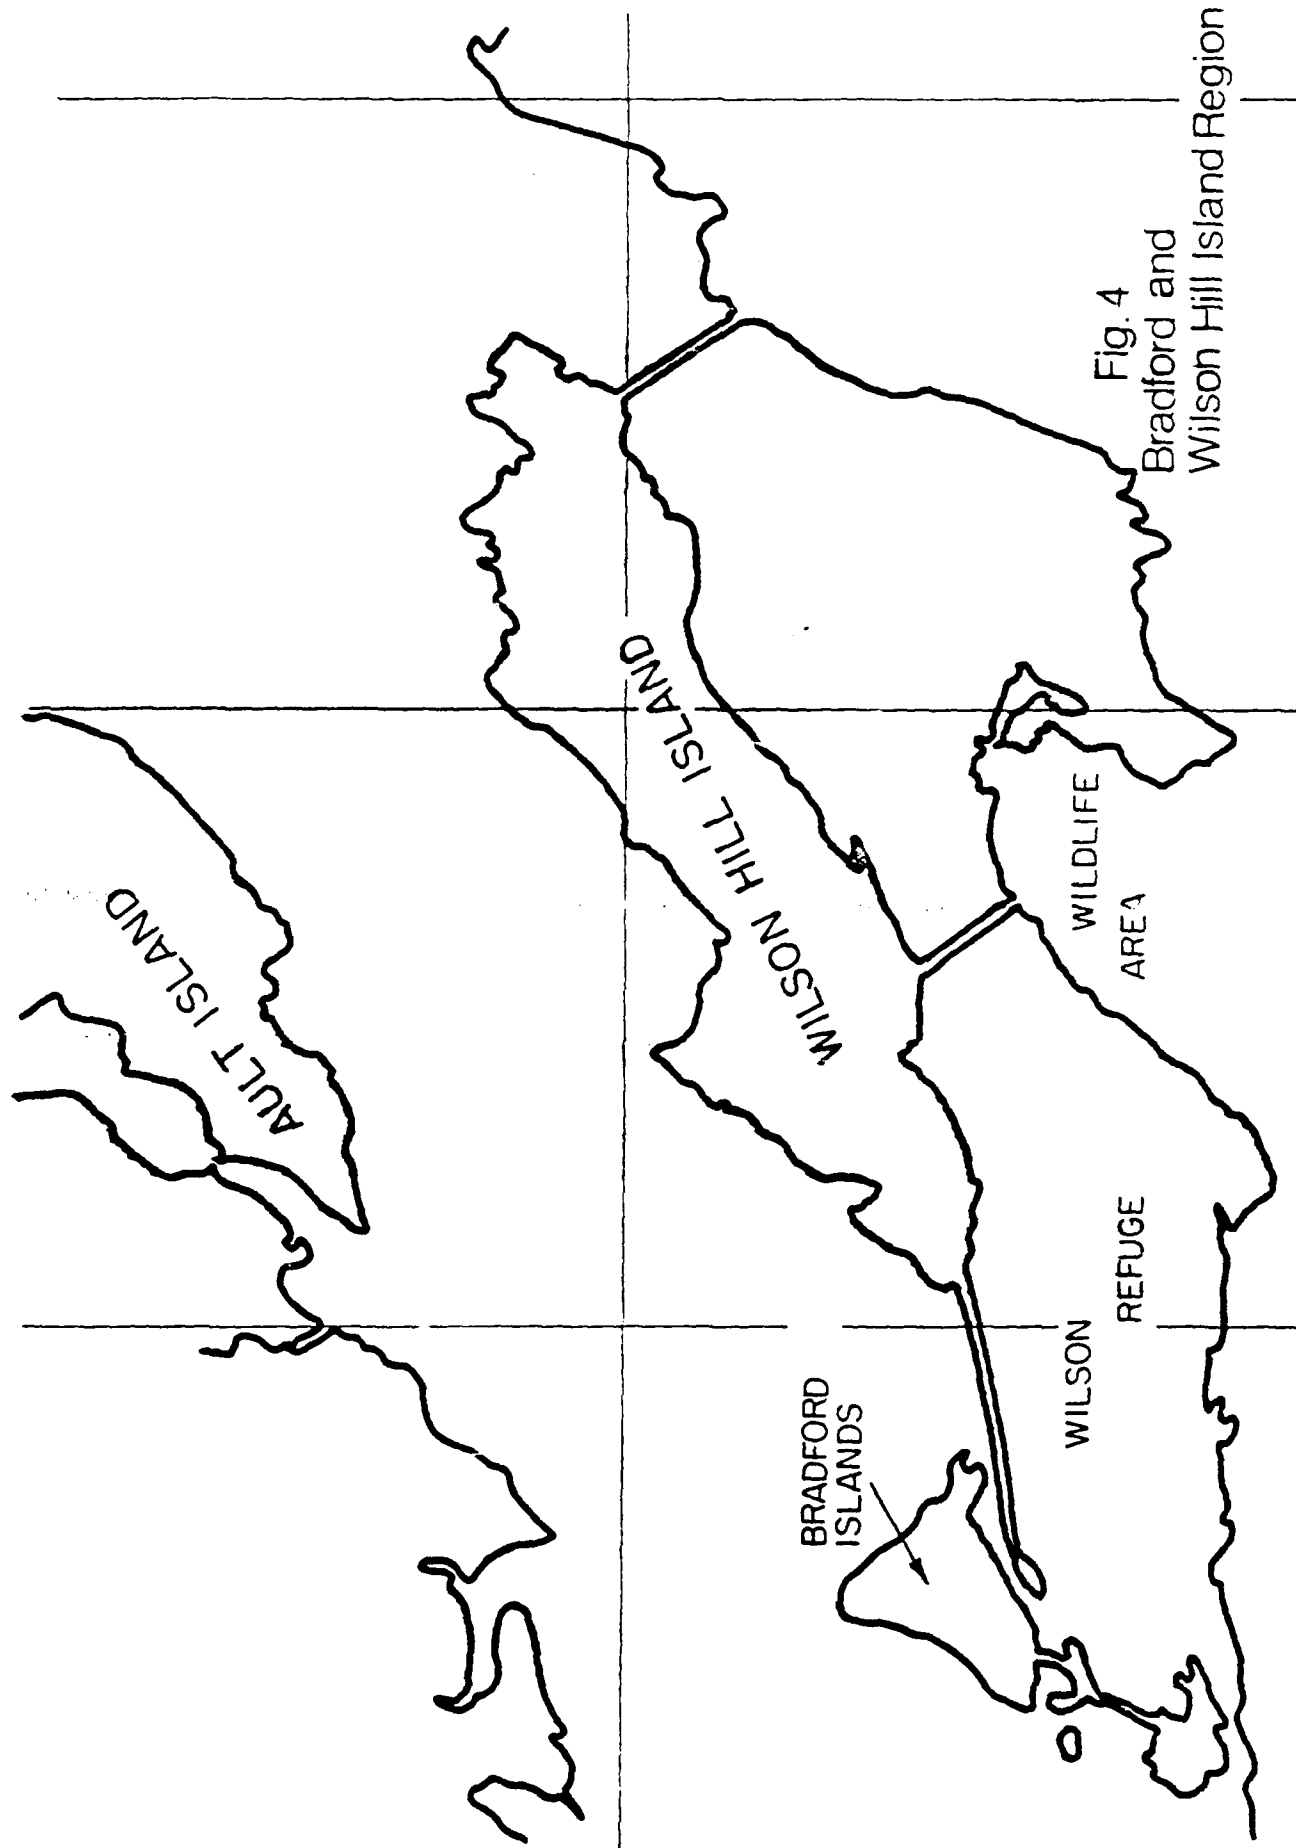 AULT ISLAND
WILSON HILL ISLAND
BRADFORD
ISLANDS
WILSON
REFUGE
WILDLIFE
AREA
Fig. 4
Bradford and
Wilson Hill Island Region